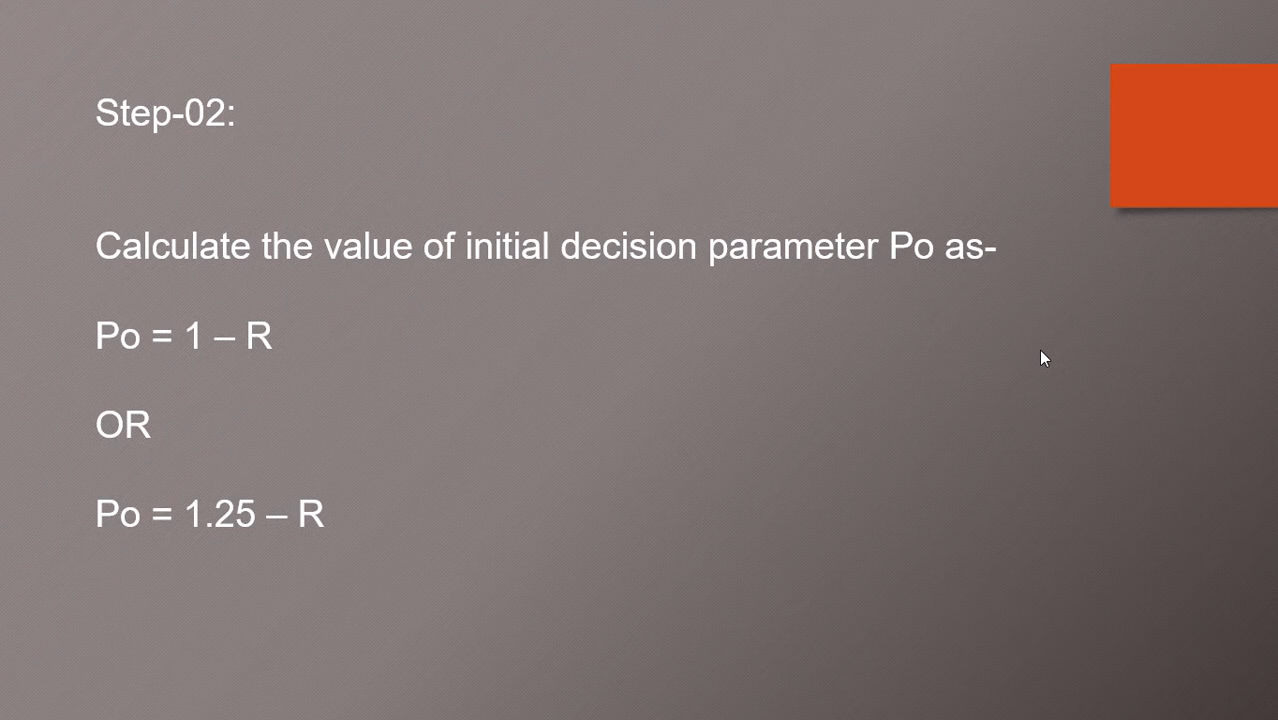 Step-02:
Calculate the value of initial decision parameter Po as-
Po = 1 – R
OR
Po = 1.25 – R